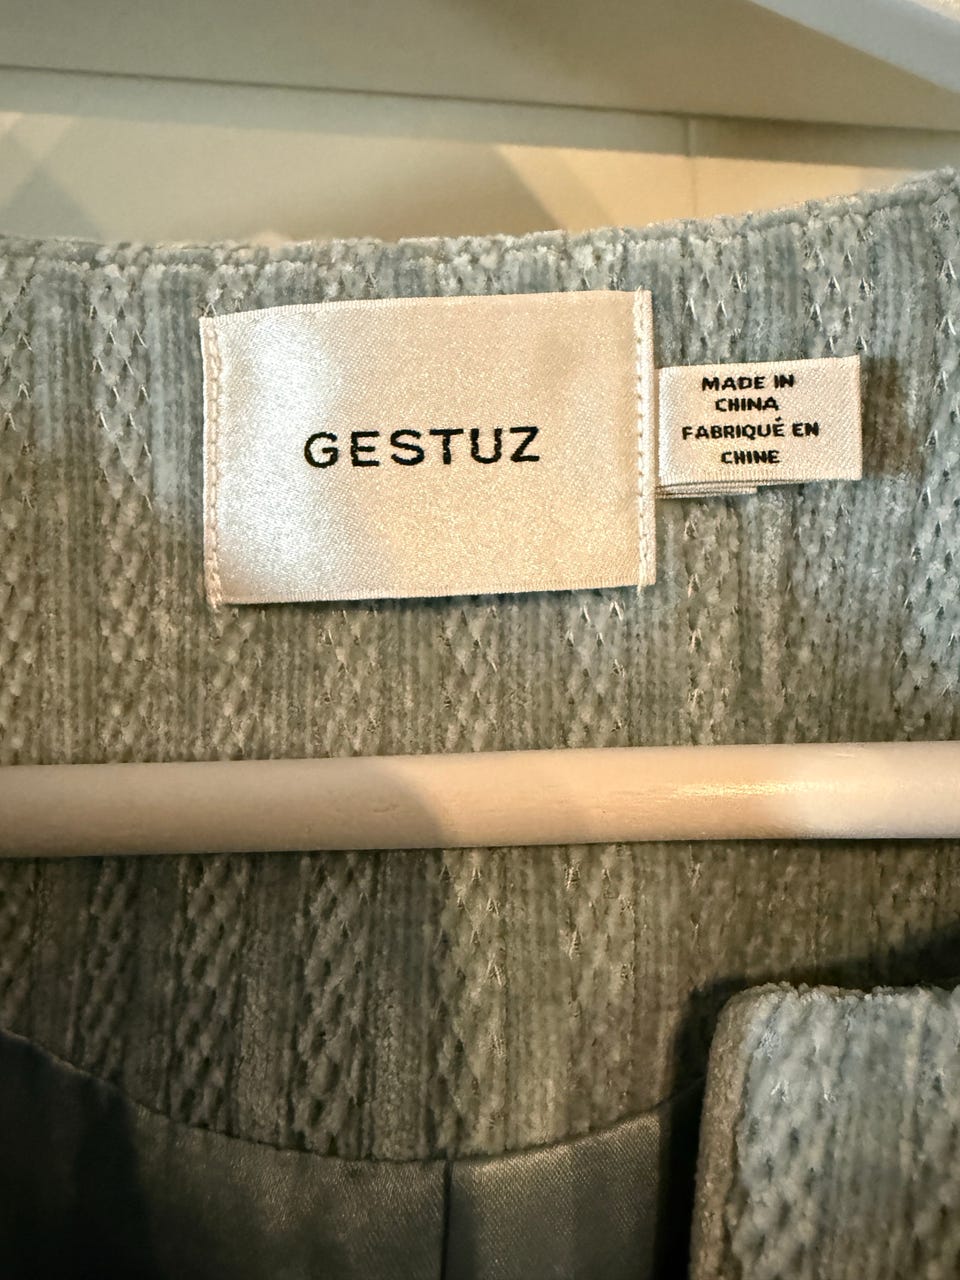 GESTUZ
MADE IN
CHINA
FABRIQUÉ EN
CHINE